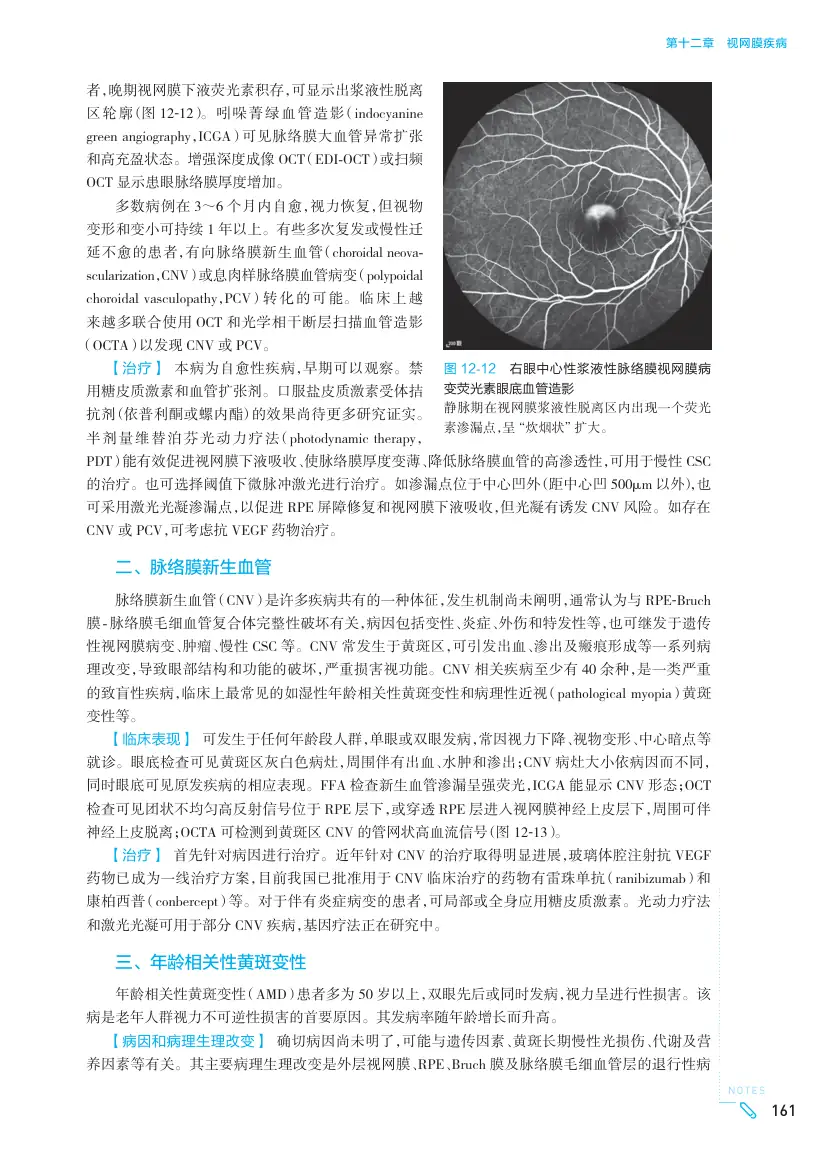 第十二章 视网膜疾病
者,晚期视网膜下液荧光素积存,可显示出浆液性脱离
区轮廓(图 12-12)。吲哚菁绿血管造影(indocyanine
green angiography,ICGA)可见脉络膜大血管异常扩张
和高充盈状态。增强深度成像 OCT(EDI-OCT)或扫频
OCT 显示患眼脉络膜厚度增加。
多数病例在 3～6 个月内自愈,视力恢复,但视物
变形和变小可持续 1 年以上。有些多次复发或慢性迁
延不愈的患者,有向脉络膜新生血管(choroidal neova-
scularization,CNV)或息肉样脉络膜血管病变(polypoidal
choroidal vasculopathy,PCV)转化的可能。临床上越
来越多联合使用 OCT 和光学相干断层扫描血管造影
(OCTA)以发现 CNV 或 PCV。
【治疗】 本病为自愈性疾病,早期可以观察。禁
用糖皮质激素和血管扩张剂。口服盐皮质激素受体拮
抗剂(依普利酮或螺内酯)的效果尚待更多研究证实。
半剂量维替泊芬光动力疗法(photodynamic therapy,
图 12-12 右眼中心性浆液性脉络膜视网膜病
变荧光素眼底血管造影
静脉期在视网膜浆液性脱离区内出现一个荧光
素渗漏点,呈“炊烟状”扩大。
PDT)能有效促进视网膜下液吸收、使脉络膜厚度变薄、降低脉络膜血管的高渗透性,可用于慢性 CSC
的治疗。也可选择阈值下微脉冲激光进行治疗。如渗漏点位于中心凹外(距中心凹 500μm 以外),也
可采用激光光凝渗漏点,以促进 RPE 屏障修复和视网膜下液吸收,但光凝有诱发 CNV 风险。如存在
CNV 或 PCV,可考虑抗 VEGF 药物治疗。
二、脉络膜新生血管
脉络膜新生血管(CNV)是许多疾病共有的一种体征,发生机制尚未阐明,通常认为与 RPE-Bruch
膜-脉络膜毛细血管复合体完整性破坏有关,病因包括变性、炎症、外伤和特发性等,也可继发于遗传
性视网膜病变、肿瘤、慢性 CSC 等。CNV 常发生于黄斑区,可引发出血、渗出及瘢痕形成等一系列病
理改变,导致眼部结构和功能的破坏,严重损害视功能。CNV 相关疾病至少有 40 余种,是一类严重
的致盲性疾病,临床上最常见的如湿性年龄相关性黄斑变性和病理性近视(pathological myopia)黄斑
变性等。
【临床表现】 可发生于任何年龄段人群,单眼或双眼发病,常因视力下降、视物变形、中心暗点等
就诊。眼底检查可见黄斑区灰白色病灶,周围伴有出血、水肿和渗出;CNV 病灶大小依病因而不同,
同时眼底可见原发疾病的相应表现。FFA 检查新生血管渗漏呈强荧光,ICGA 能显示 CNV 形态;OCT
检查可见团状不均匀高反射信号位于 RPE 层下,或穿透 RPE 层进入视网膜神经上皮层下,周围可伴
神经上皮脱离;OCTA 可检测到黄斑区 CNV 的管网状高血流信号(图 12-13)。
【治疗】 首先针对病因进行治疗。近年针对 CNV 的治疗取得明显进展,玻璃体腔注射抗 VEGF
药物已成为一线治疗方案,目前我国已批准用于 CNV 临床治疗的药物有雷珠单抗(ranibizumab)和
康柏西普(conbercept)等。对于伴有炎症病变的患者,可局部或全身应用糖皮质激素。光动力疗法
和激光光凝可用于部分 CNV 疾病,基因疗法正在研究中。
三、年龄相关性黄斑变性
年龄相关性黄斑变性(AMD)患者多为 50 岁以上,双眼先后或同时发病,视力呈进行性损害。该
病是老年人群视力不可逆性损害的首要原因。其发病率随年龄增长而升高。
【病因和病理生理改变】 确切病因尚未明了,可能与遗传因素、黄斑长期慢性光损伤、代谢及营
养因素等有关。其主要病理生理改变是外层视网膜、RPE、Bruch 膜及脉络膜毛细血管层的退行性病
NOTES
161